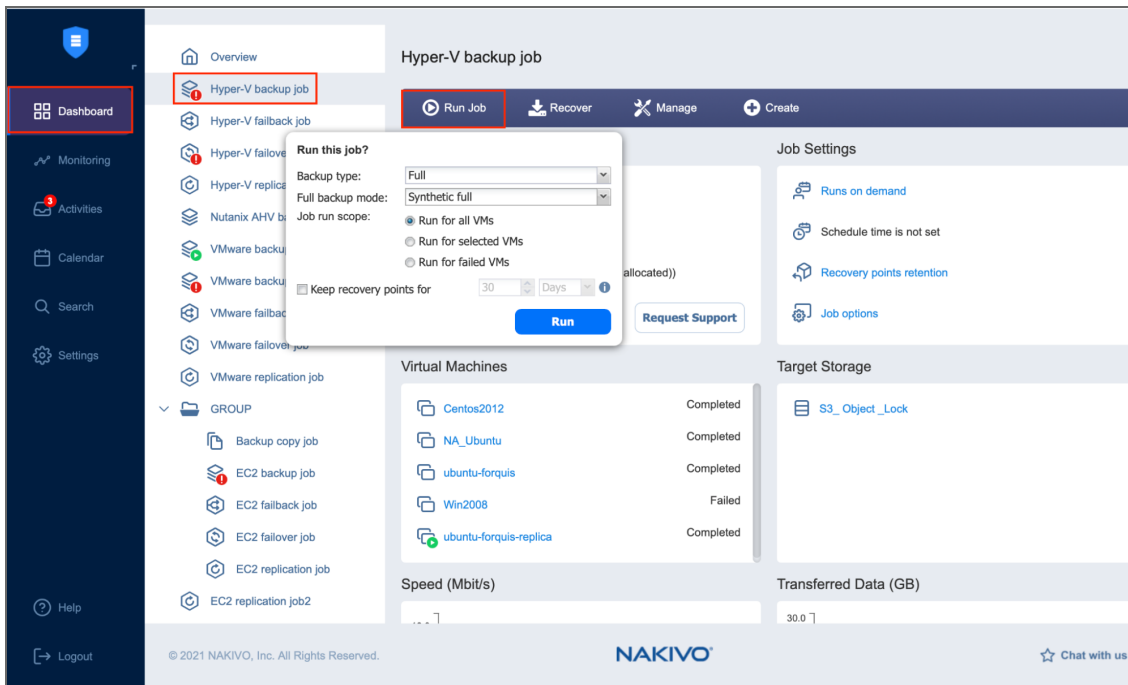 Dashboard
Monitoring
3
Activities
Calendar
Search
Settings
Help
Logout
Overview
Hyper-V backup job
Hyper-V failback job
Hyper-V failove
Hyper-V replica
Nutanix AHV ba
VMware backu
VMware backu
VMware failbac
VMware failover job
VMware replication job
GROUP
Backup copy job
EC2 backup job
EC2 failback job
EC2 failover job
EC2 replication job
EC2 replication job2
Hyper-V backup job
Run Job
Recover
Manage
Create
Run this job?
Backup type:
Full
Full backup mode:
Synthetic full
Job run scope:
Run for all VMs
Run for selected VMs
Run for failed VMs
Keep recovery points for
30
Days
Run
allocated))
Request Support
Job Settings
Runs on demand
Schedule time is not set
Recovery points retention
Job options
Virtual Machines
Centos2012
Completed
NA_Ubuntu
Completed
ubuntu-forquis
Completed
Win2008
Failed
ubuntu-forquis-replica
Completed
Target Storage
S3_ Object _Lock
Speed (Mbit/s)
Transferred Data (GB)
30.0
© 2021 NAKIVO, Inc. All Rights Reserved.
NAKIVO®
Chat with us